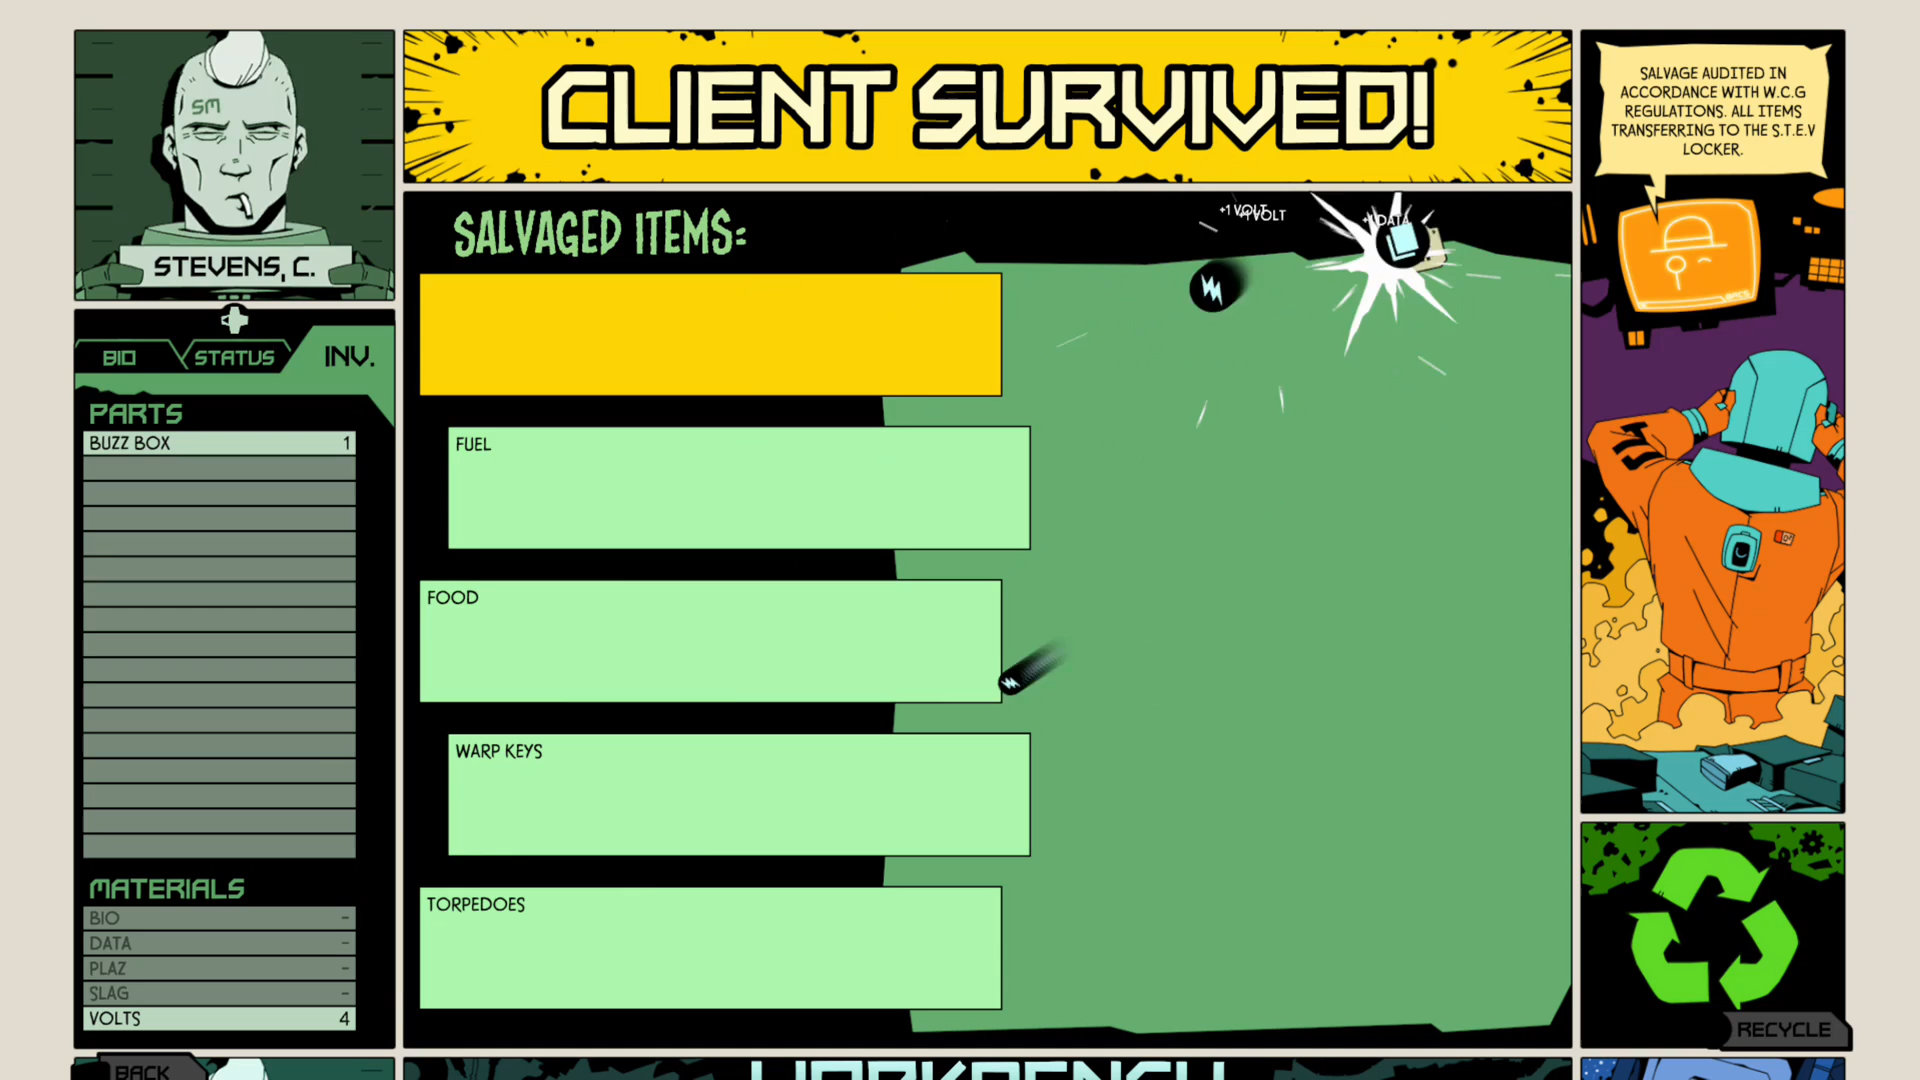 SM
STEVENS, C.
BIO
STATUS
INV.
PARTS
BUZZ BOX 1
MATERIALS
BIO -
DATA -
PLAZ -
SLAG -
VOLTS 4
BACK
CLIENT SURVIVED!
SALVAGED ITEMS:
+1 VOLT
VOLT
DATA
FUEL
FOOD
WARP KEYS
TORPEDOES
SALVAGE AUDITED IN
ACCORDANCE WITH W.C.G
REGULATIONS. ALL ITEMS
TRANSFERRING TO THE S.T.E.V
LOCKER.
RECYCLE